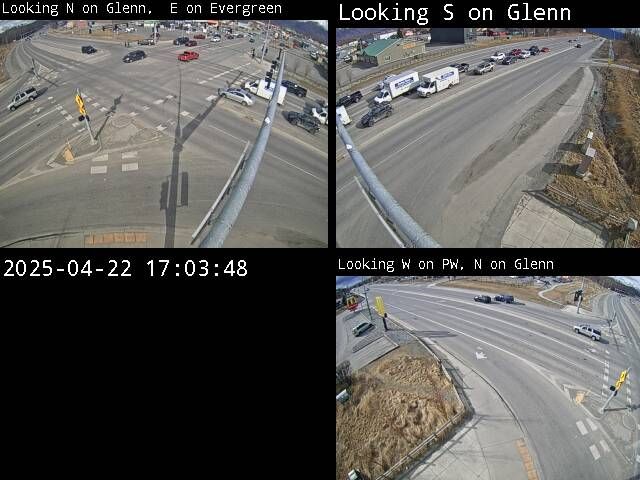 Looking N on Glenn,  E on Evergreen
Looking S on Glenn
2025-04-22 17:03:48
Looking W on PW, N on Glenn